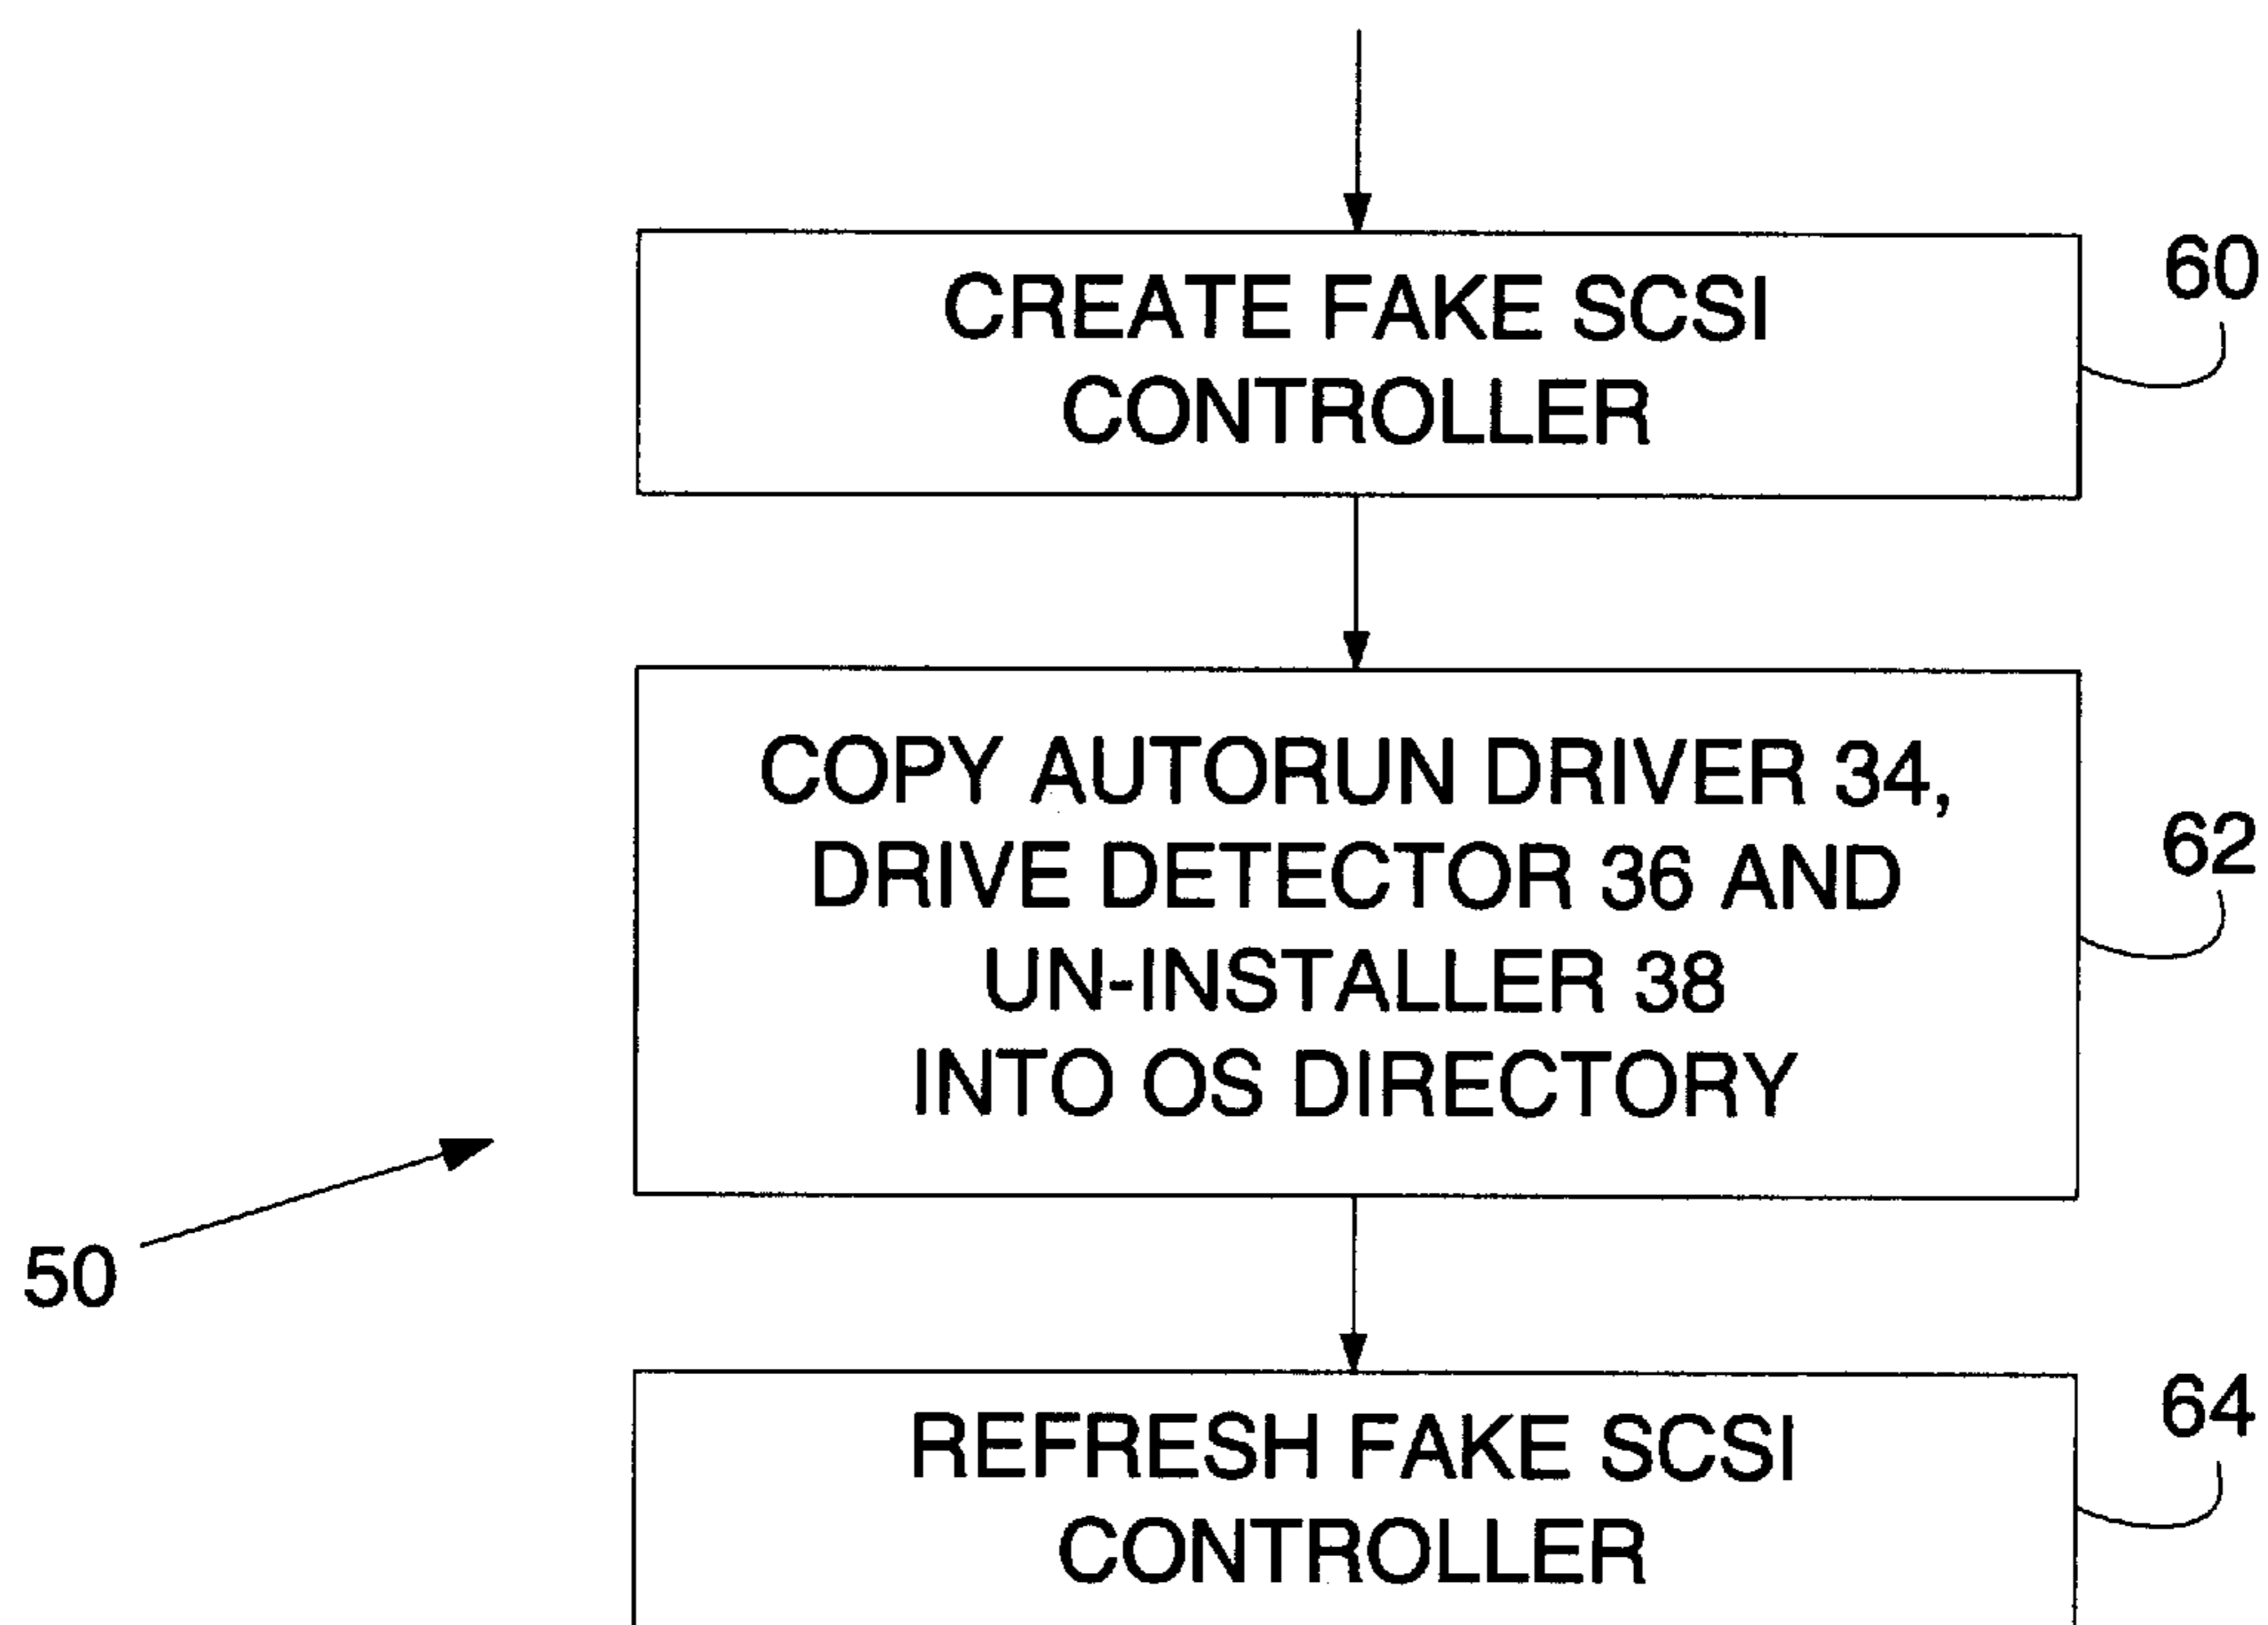 CREATE FAKE SCSI
CONTROLLER
60
COPY AUTORUN DRIVER 34,
DRIVE DETECTOR 36 AND
UN-INSTALLER 38
INTO OS DIRECTORY
62
50
REFRESH FAKE SCSI
CONTROLLER
64